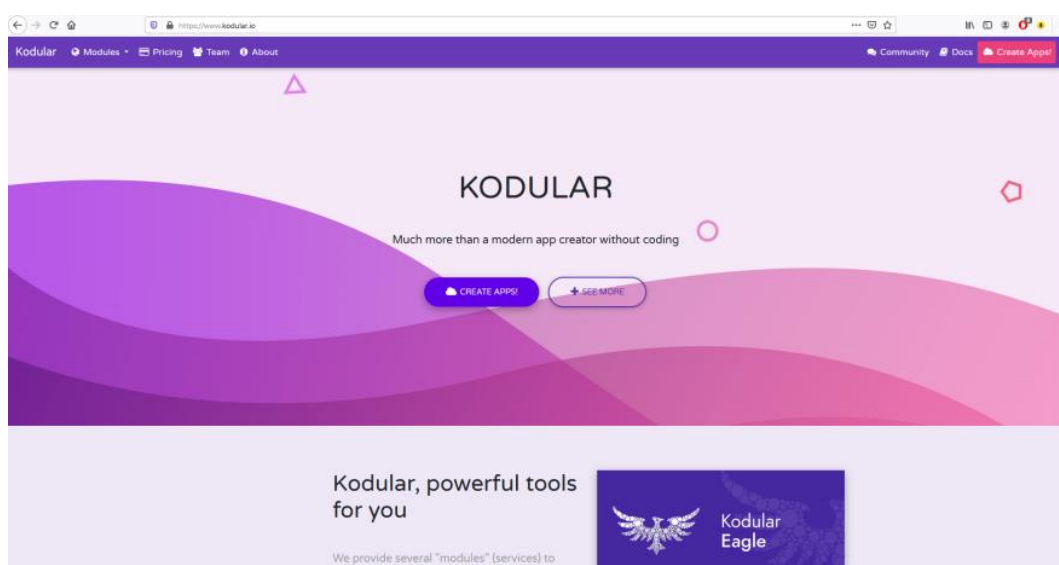 https://www.kodular.io
Kodular Modules Pricing Team About Community Docs Create Apps!
KODULAR
Much more than a modern app creator without coding
CREATE APPS! SEE MORE
Kodular, powerful tools
for you
Kodular
Eagle
We provide several "modules" (services) to